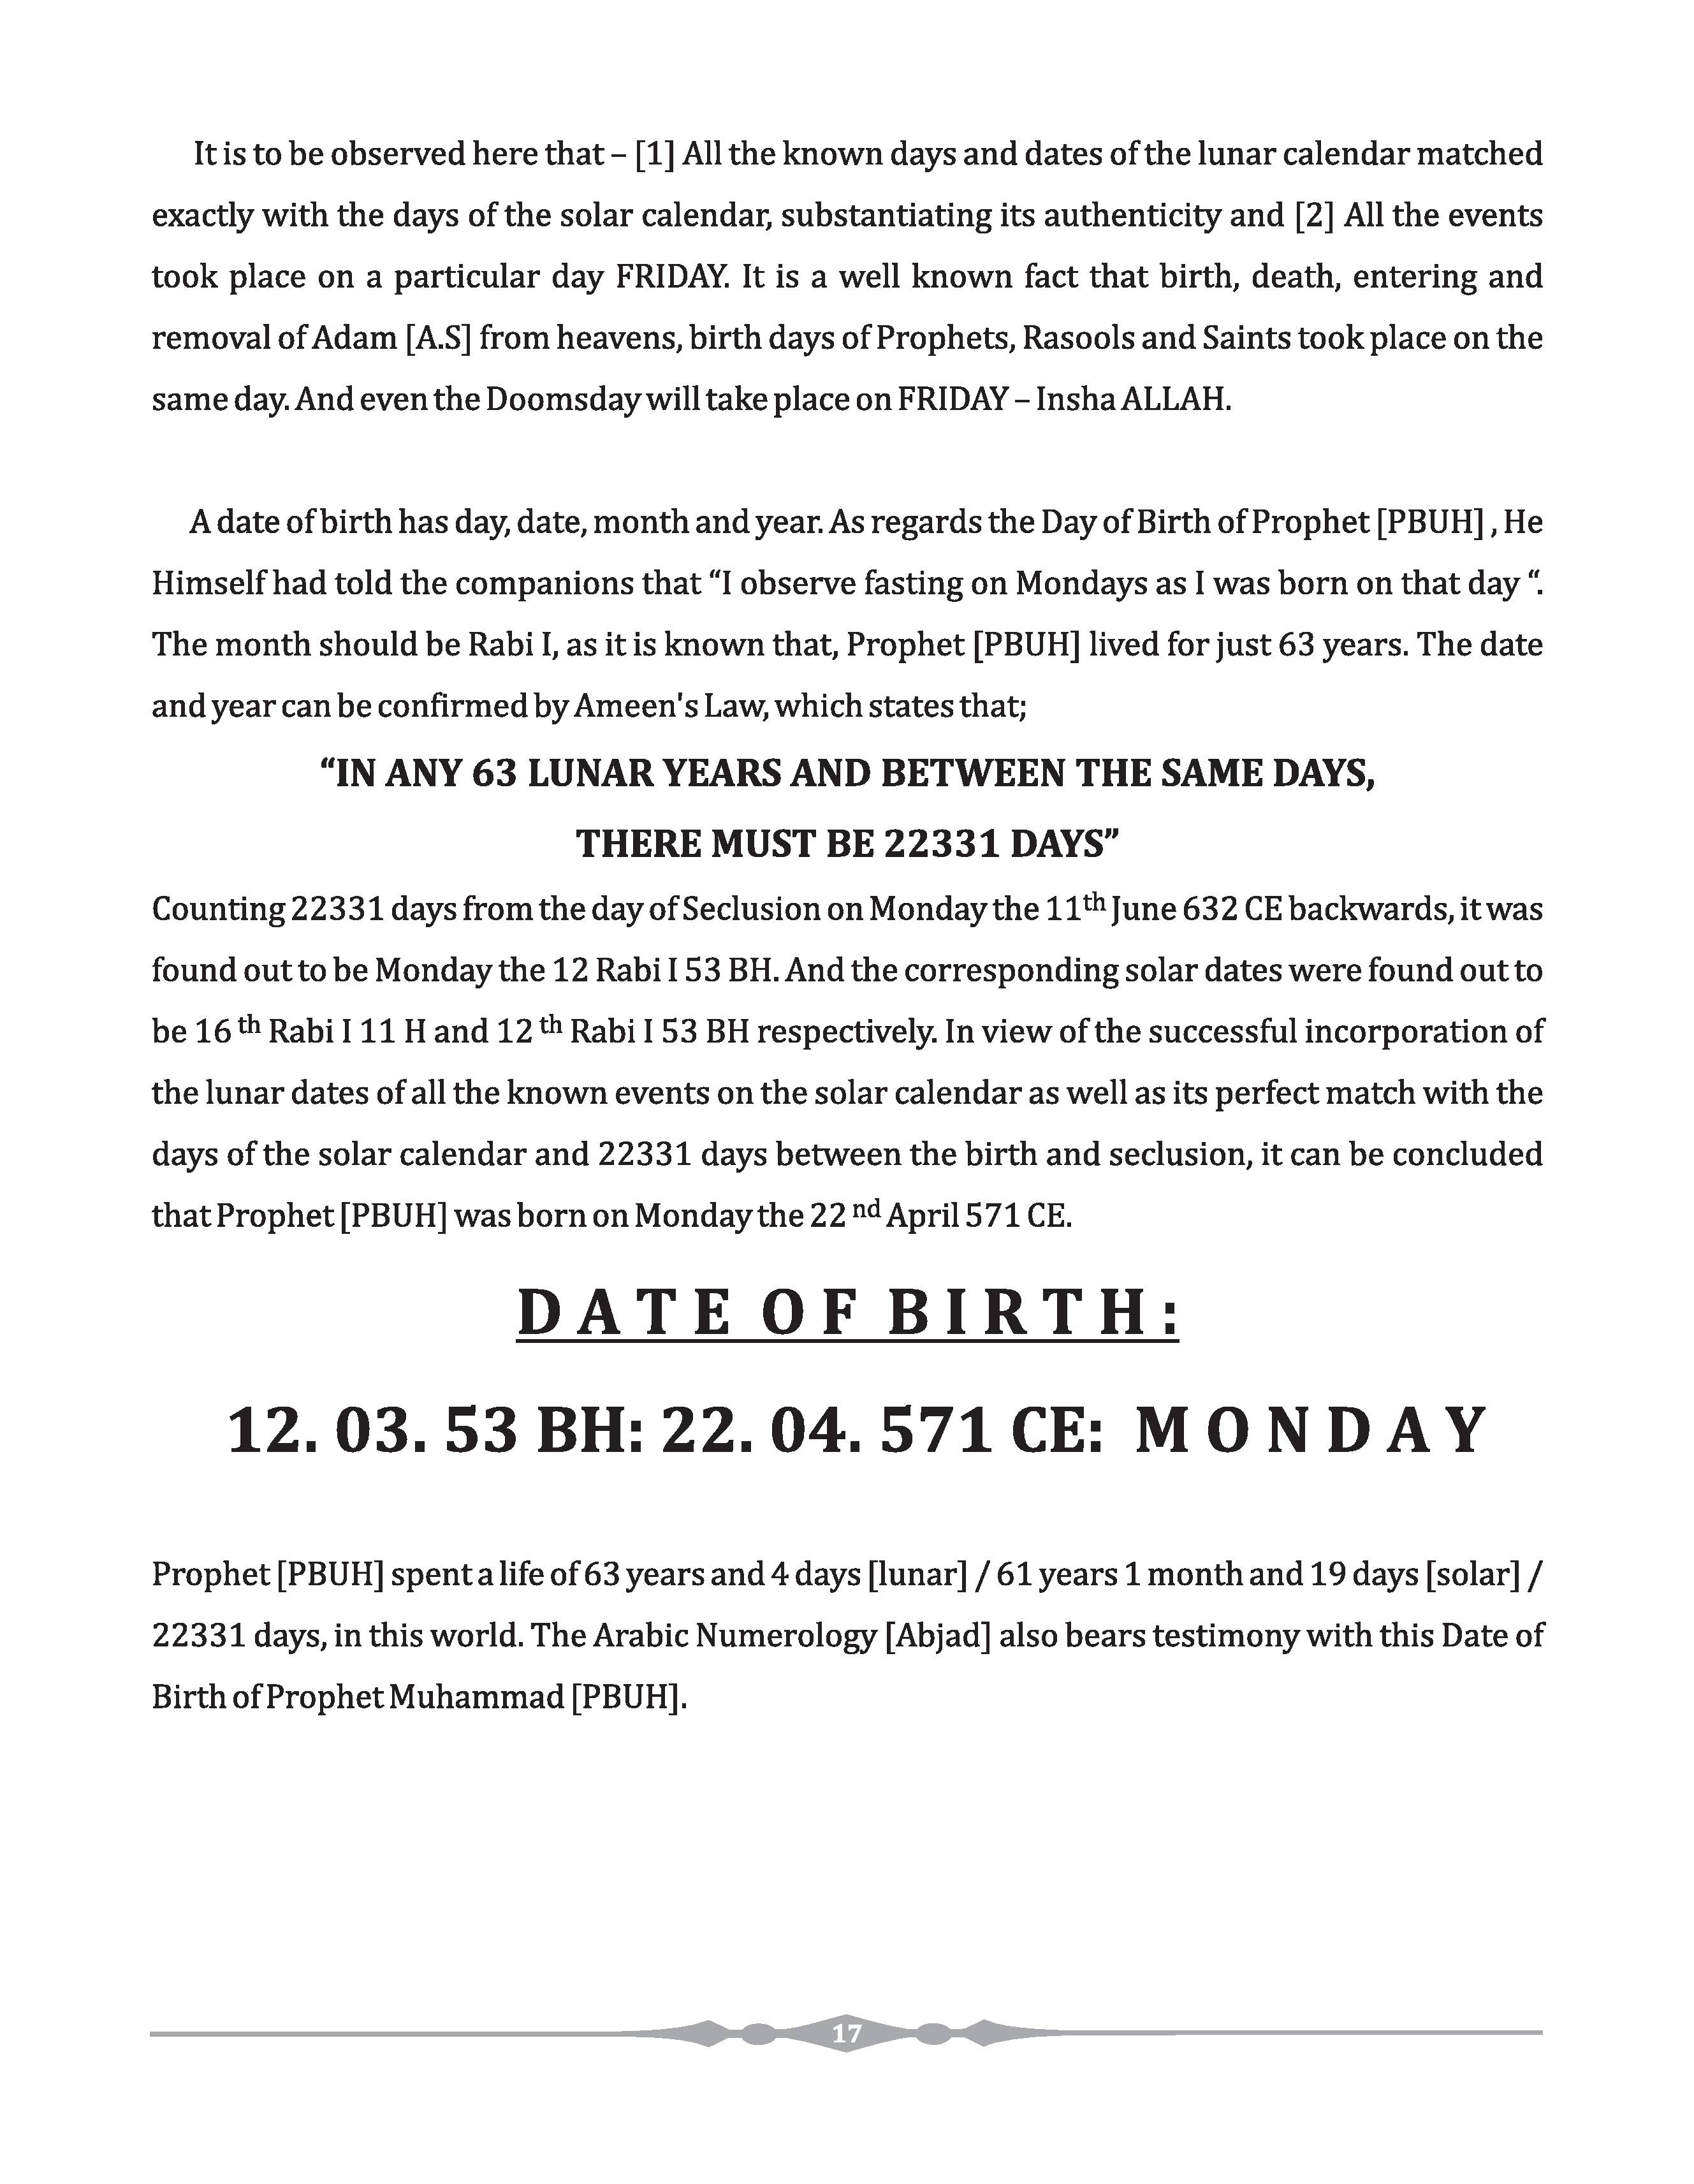 It is to be observed here that – [1] All the known days and dates of the lunar calendar matched
exactly with the days of the solar calendar, substantiating its authenticity and [2] All the events
took place on a particular day FRIDAY. It is a well known fact that birth, death, entering and
removal of Adam [A.S] from heavens, birth days of Prophets, Rasools and Saints took place on the
same day. And even the Doomsday will take place on FRIDAY – Insha ALLAH.
A date of birth has day, date, month and year. As regards the Day of Birth of Prophet [PBUH] , He
Himself had told the companions that “I observe fasting on Mondays as I was born on that day “.
The month should be Rabi I, as it is known that, Prophet [PBUH] lived for just 63 years. The date
and year can be confirmed by Ameen's Law, which states that;
“IN ANY 63 LUNAR YEARS AND BETWEEN THE SAME DAYS,
THERE MUST BE 22331 DAYS”
Counting 22331 days from the day of Seclusion on Monday the 11th June 632 CE backwards, it was
found out to be Monday the 12 Rabi I 53 BH. And the corresponding solar dates were found out to
be 16 th Rabi I 11 H and 12 th Rabi I 53 BH respectively. In view of the successful incorporation of
the lunar dates of all the known events on the solar calendar as well as its perfect match with the
days of the solar calendar and 22331 days between the birth and seclusion, it can be concluded
that Prophet [PBUH] was born on Monday the 22 nd April 571 CE.
D A T E O F B I R T H :
12. 03. 53 BH: 22. 04. 571 CE: M O N D A Y
Prophet [PBUH] spent a life of 63 years and 4 days [lunar] / 61 years 1 month and 19 days [solar] /
22331 days, in this world. The Arabic Numerology [Abjad] also bears testimony with this Date of
Birth of Prophet Muhammad [PBUH].
17